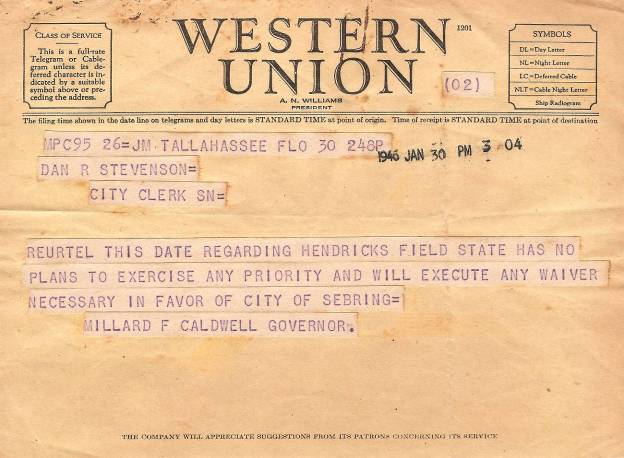 CLASS OF SERVICE
This is a full-rate
Telegram or Cable-
gram unless its de-
ferred character is in-
dicated by a suitable
symbol above or pre-
ceding the address.
WESTERN
UNION
1201
(02)
A. N. WILLIAMS
PRESIDENT
SYMBOLS
DL=Day Letter
NL=Night Letter
LC=Deferred Cable
NLT=Cable Night Letter
Ship Radiogram
The filing time shown in the date line on telegrams and day letters is STANDARD TIME at point of origin. Time of receipt is STANDARD TIME at point of destination
MPC95 26=JM TALLAHASSEE FLO 30 248P
1946 JAN 30 PM 3 04
DAN R STEVENSON=
CITY CLERK SN=
REURTEL THIS DATE REGARDING HENDRICKS FIELD STATE HAS NO
PLANS TO EXERCISE ANY PRIORITY AND WILL EXECUTE ANY WAIVER
NECESSARY IN FAVOR OF CITY OF SEBRING=
MILLARD F CALDWELL GOVERNOR.
THE COMPANY WILL APPRECIATE SUGGESTIONS FROM ITS PATRONS CONCERNING ITS SERVICE